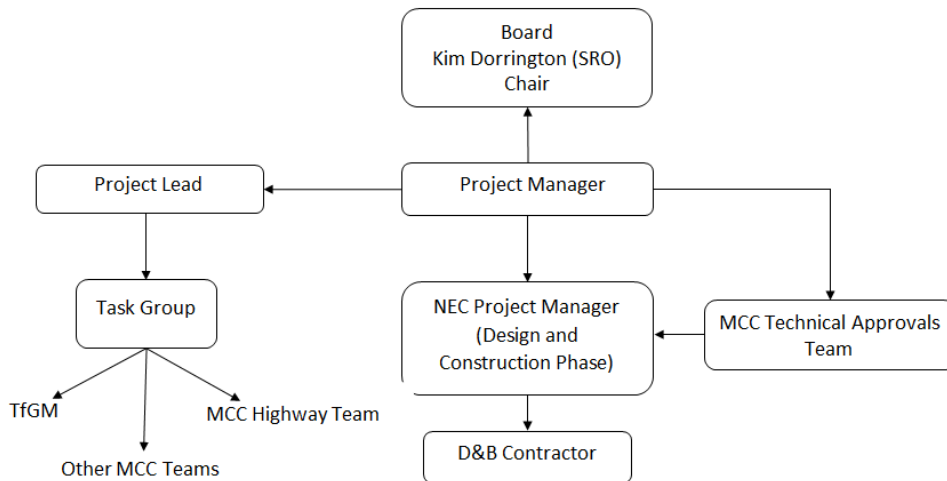 Board
Kim Dorrington (SRO)
Chair
Project Lead
Project Manager
Task Group
NEC Project Manager
(Design and
Construction Phase)
MCC Technical Approvals
Team
TfGM
MCC Highway Team
Other MCC Teams
D&B Contractor